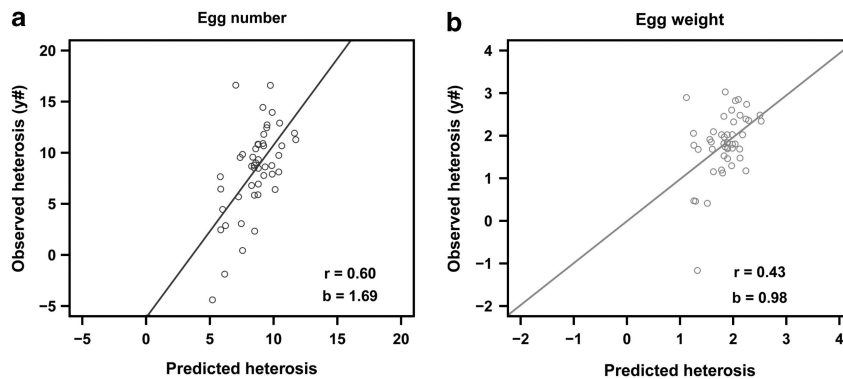 a
Egg number
Observed heterosis (y#)
20
15
10
5
0
−5
−5
0
5
10
15
20
r = 0.60
b = 1.69
Predicted heterosis
b
Egg weight
Observed heterosis (y#)
4
3
2
1
0
−1
−2
−2
−1
0
1
2
3
4
r = 0.43
b = 0.98
Predicted heterosis